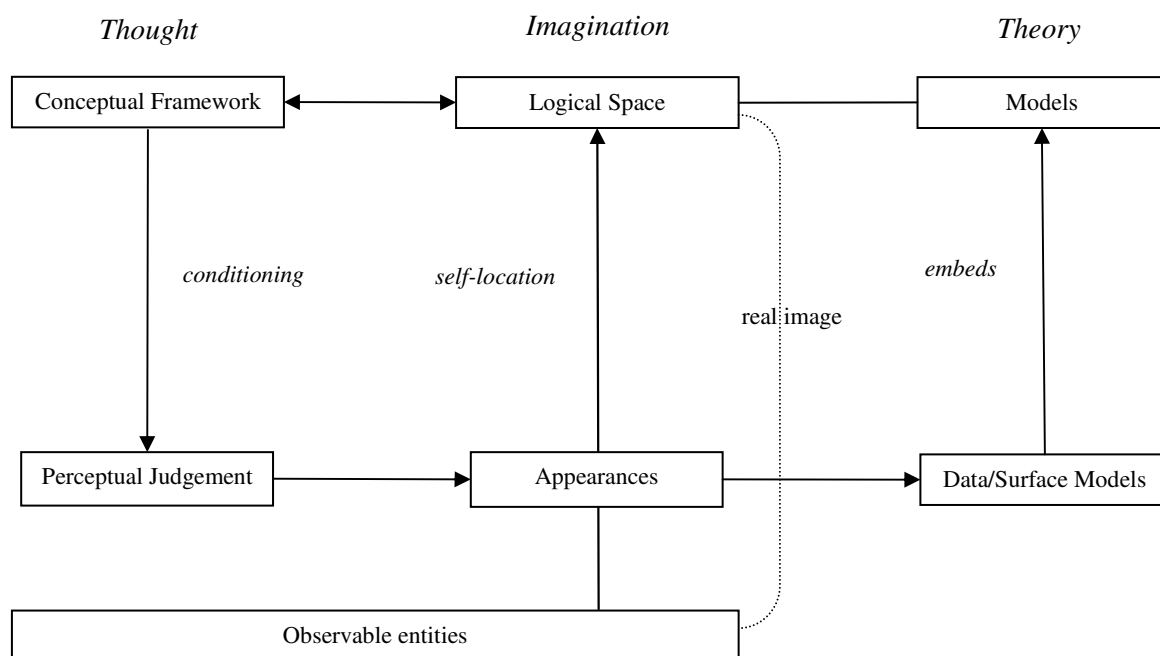 Thought
Imagination
Theory
Conceptual Framework
Logical Space
Models
conditioning
self-location
embeds
real image
Perceptual Judgement
Appearances
Data/Surface Models
Observable entities